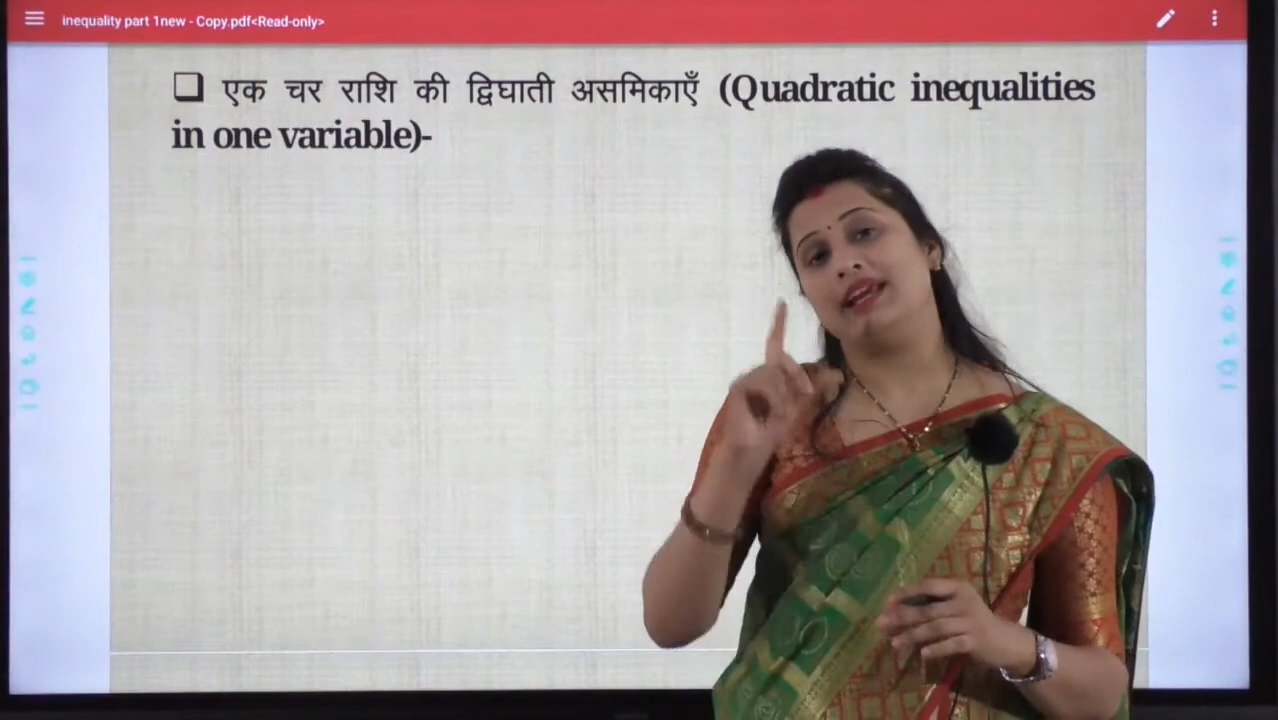 inequality part 1new - Copy.pdf<Read-only>
❑ एक चर राशि की द्विघाती असमिकाएँ (Quadratic inequalities
in one variable)-